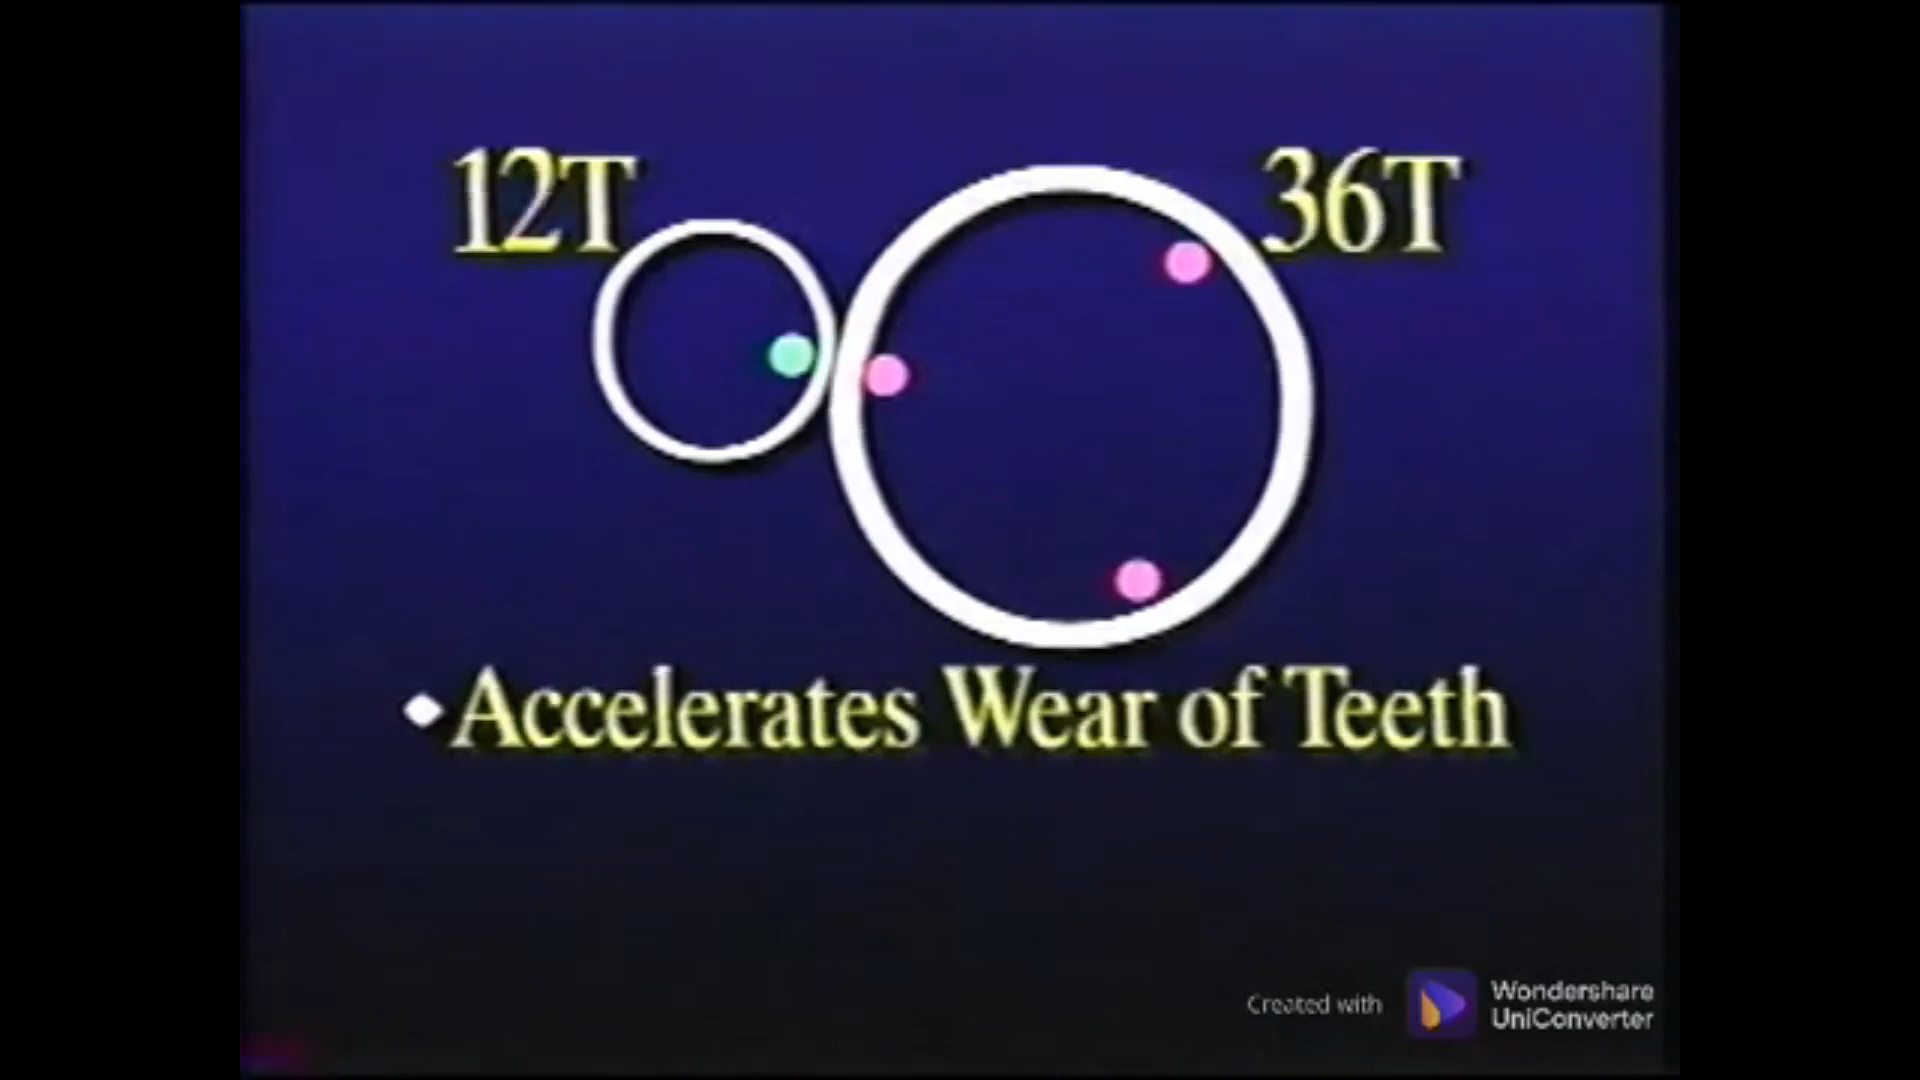 12T
36T
Accelerates Wear of Teeth
Created with
Wondershare
UniConverter